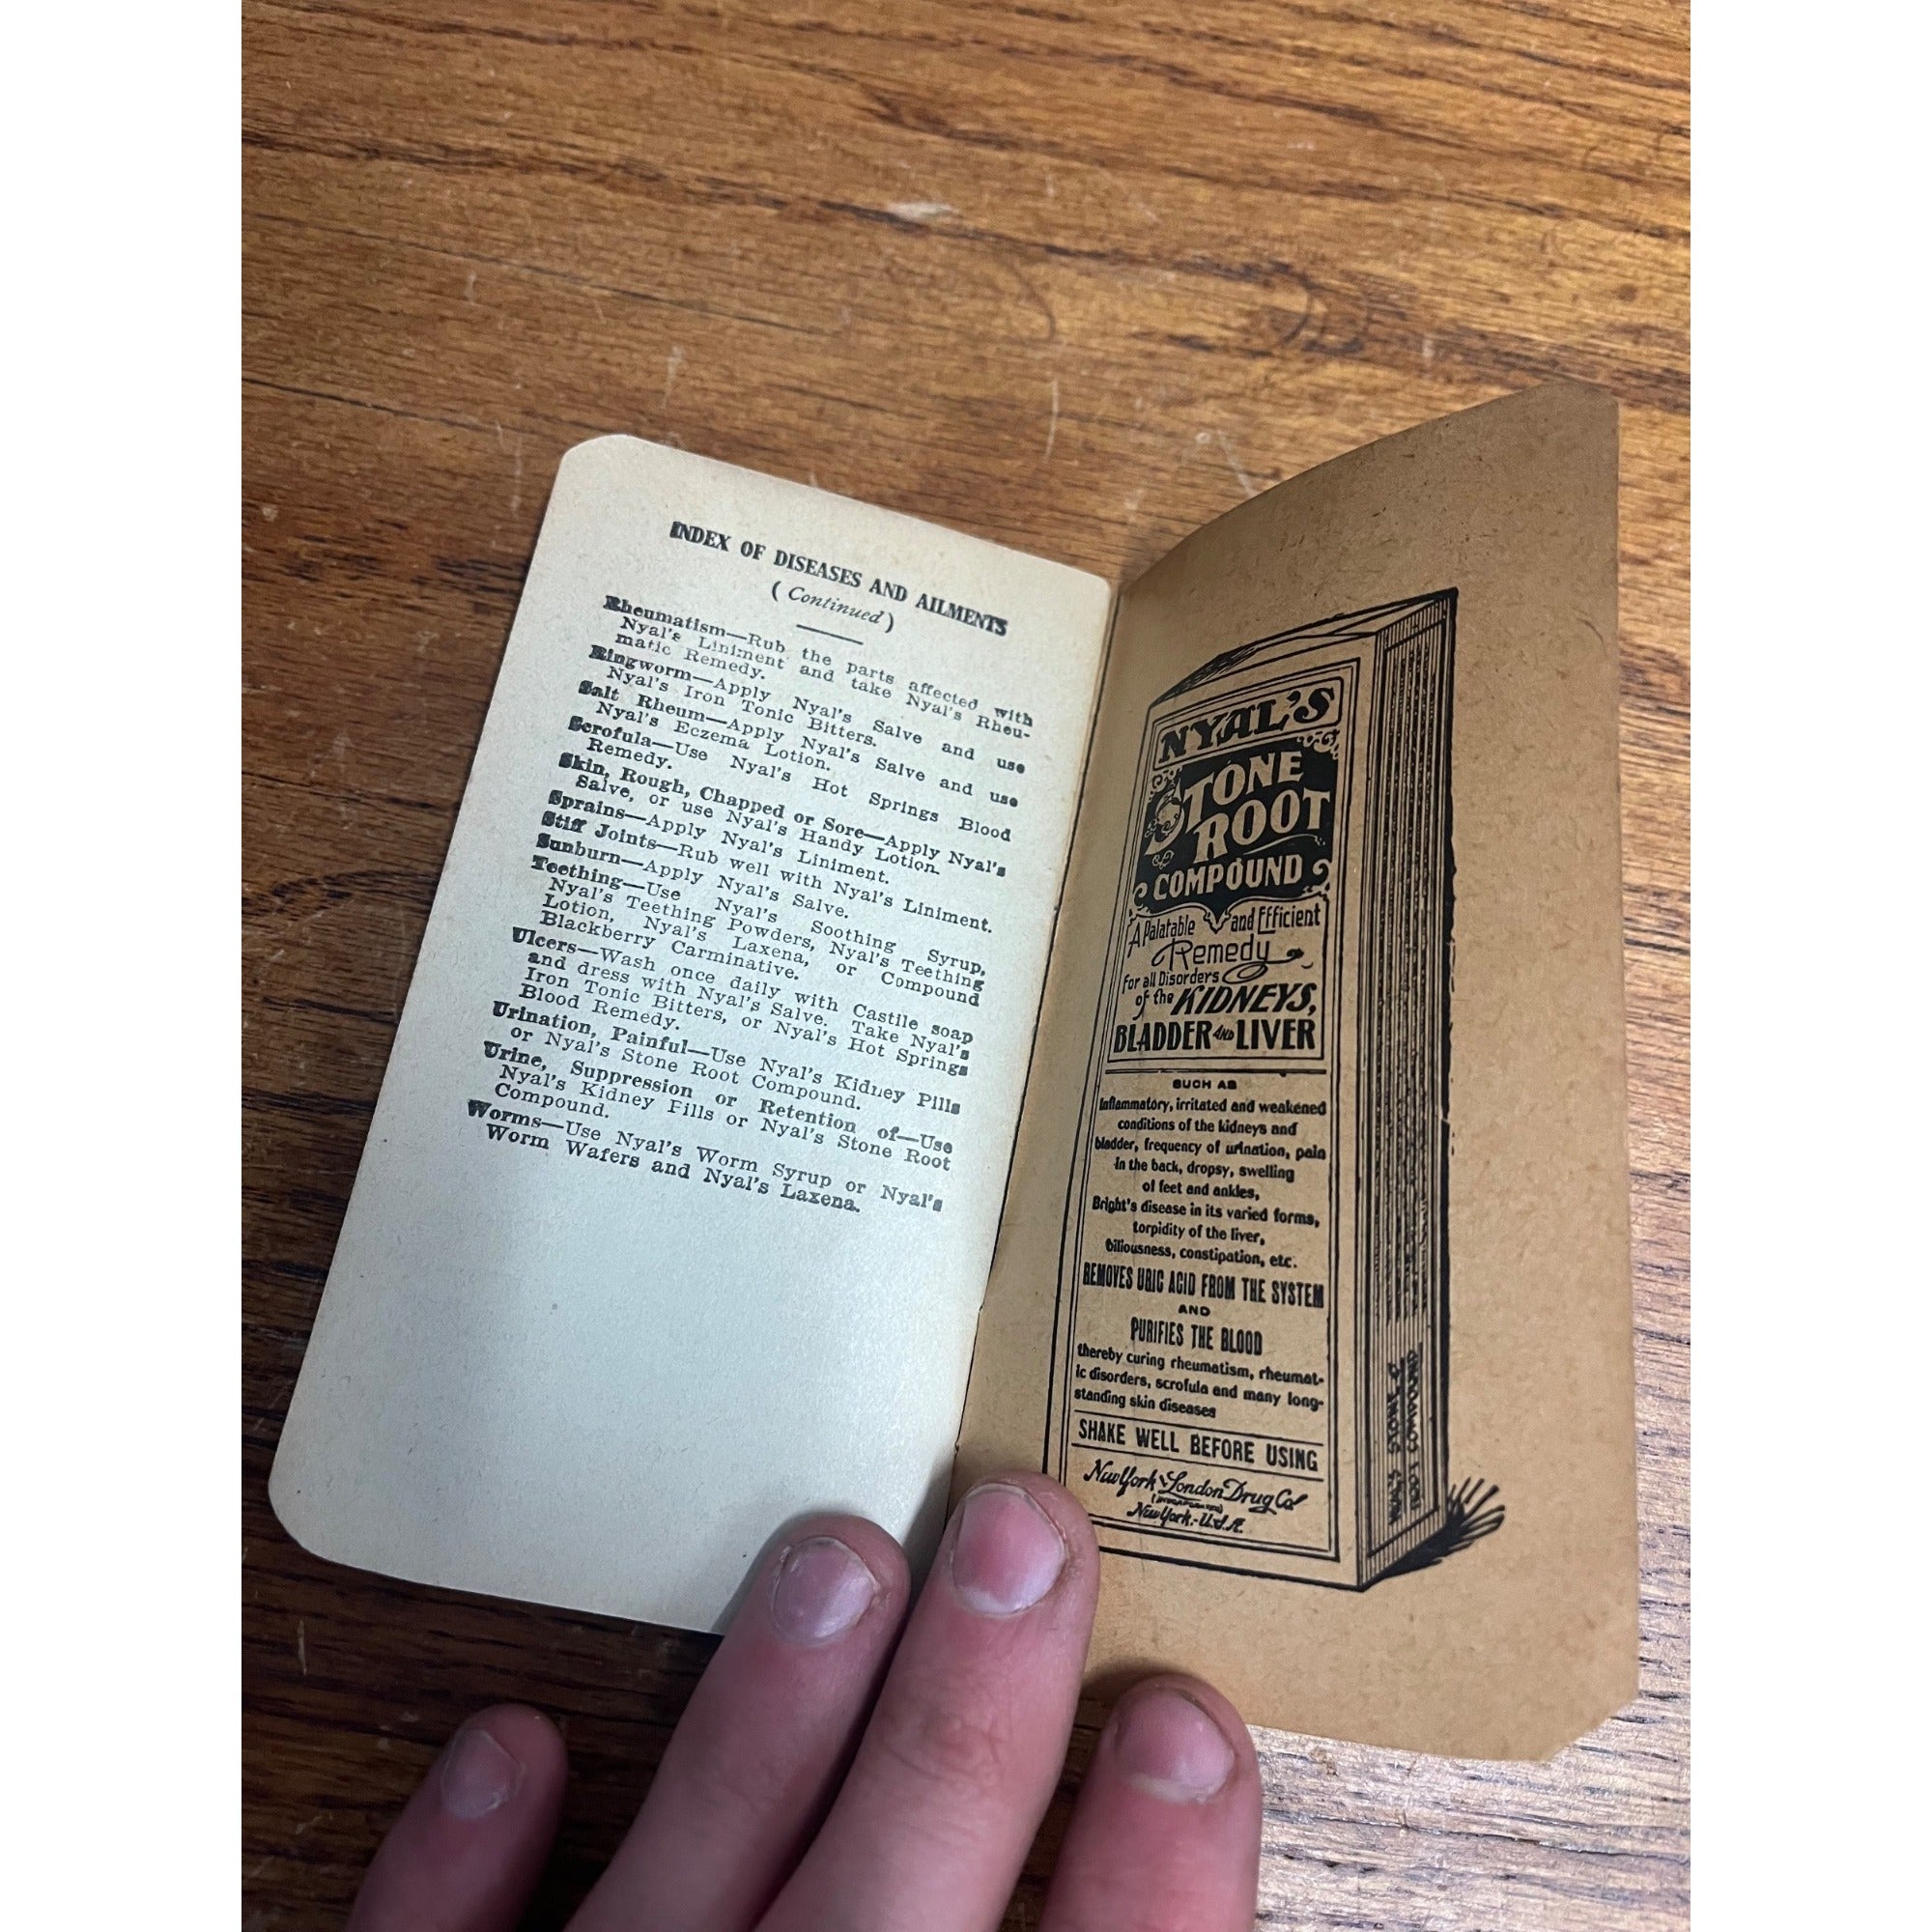 INDEX OF DISEASES AND AILMENTS
(Continued)
Rheumatism—Rub the parts affected with
Nyal's Liniment and take Nyal's Rheu-
matic Remedy.
Ringworm—Apply Nyal's Salve and use
Nyal's Iron Tonic Bitters.
Salt Rheum—Apply Nyal's Salve and use
Nyal's Eczema Lotion.
Scrofula—Use Nyal's Hot Springs Blood
Remedy.
Skin, Rough, Chapped or Sore—Apply Nyal's
Salve, or use Nyal's Handy Lotion.
Sprains—Apply Nyal's Liniment.
Stiff Joints—Rub well with Nyal's Liniment.
Sunburn—Apply Nyal's Salve.
Teething—Use Nyal's Soothing Syrup,
Nyal's Teething Powders, Nyal's Teething
Lotion, Nyal's Laxena, or Compound
Blackberry Carminative.
Ulcers—Wash once daily with Castile soap
and dress with Nyal's Salve. Take Nyal's
Iron Tonic Bitters, or Nyal's Hot Springs
Blood Remedy.
Urination, Painful—Use Nyal's Kidney Pills
or Nyal's Stone Root Compound.
Urine, Suppression or Retention of—Use
Nyal's Kidney Pills or Nyal's Stone Root
Compound.
Worms—Use Nyal's Worm Syrup or Nyal's
Worm Wafers and Nyal's Laxena.
NYAL'S
STONE
ROOT
COMPOUND
A Palatable and Efficient
Remedy
For all Disorders
of the KIDNEYS,
BLADDER AND LIVER
SUCH AS
Inflammatory, irritated and weakened
conditions of the kidneys and
bladder, frequency of urination, pain
in the back, dropsy, swelling
of feet and ankles,
Bright's disease in its varied forms,
torpidity of the liver,
biliousness, constipation, etc.
REMOVES URIC ACID FROM THE SYSTEM
AND
PURIFIES THE BLOOD
thereby curing rheumatism, rheumat-
ic disorders, scrofula and many long-
standing skin diseases
SHAKE WELL BEFORE USING
New York & London Drug Co
(INCORPORATED)
New York.-U.S.A.
NYAL'S STONE
ROOT COMPOUND